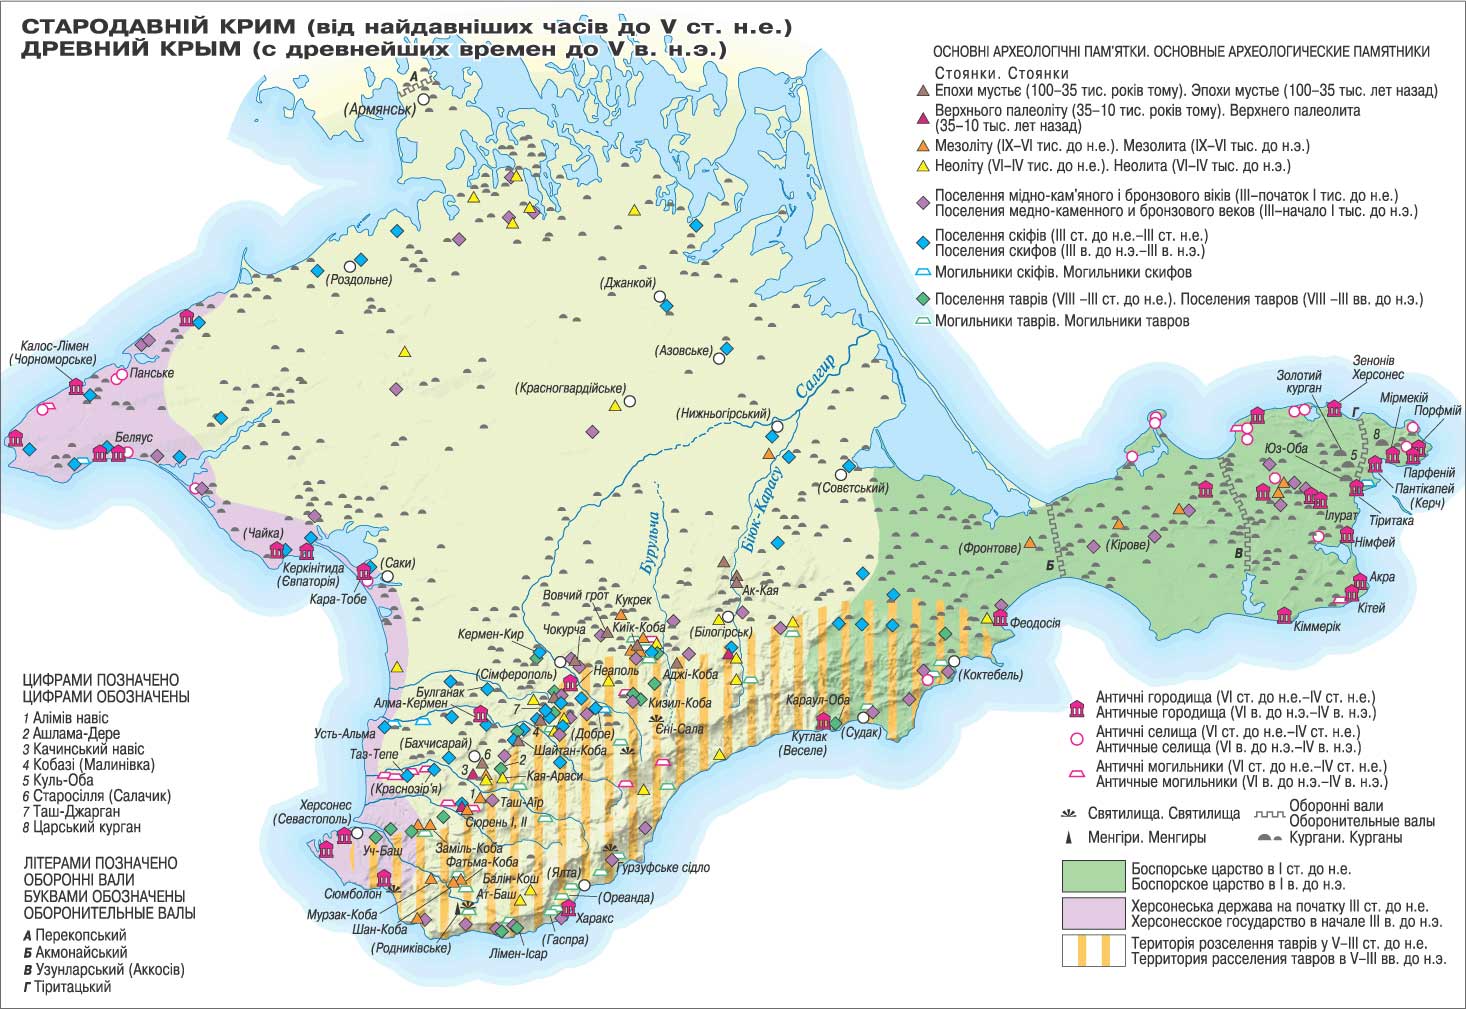 СТАРОДАВНІЙ КРИМ (від найдавніших часів до V ст. н.е.)
ДРЕВНИЙ КРЫМ (с древнейших времен до V в. н.э.)
ОСНОВНІ АРХЕОЛОГІЧНІ ПАМ'ЯТКИ. ОСНОВНЫЕ АРХЕОЛОГИЧЕСКИЕ ПАМЯТНИКИ
Стоянки. Стоянки
Епохи мустьє (100–35 тис. років тому). Эпохи мустье (100–35 тыс. лет назад)
Верхнього палеоліту (35–10 тис. років тому). Верхнего палеолита
(35–10 тыс. лет назад)
Мезоліту (IX–VI тис. до н.е.). Мезолита (IX–VI тыс. до н.э.)
Неоліту (VI–IV тис. до н.е.). Неолита (VI–IV тыс. до н.э.)
Поселення мідно-кам'яного і бронзового віків (III–початок I тис. до н.е.)
Поселения медно-каменного и бронзового веков (III–начало I тыс. до н.э.)
Поселення скіфів (III ст. до н.е.–III ст. н.е.)
Поселения скифов (III в. до н.э.–III в. н.э.)
Могильники скіфів. Могильники скифов
Поселення таврів (VIII –III ст. до н.е.). Поселения тавров (VIII –III вв. до н.э.)
Могильники таврів. Могильники тавров
А
(Армянськ)
(Роздольне)
(Джанкой)
(Азовське)
(Красногвардійське)
(Нижньогірський)
Салгир
Калос-Лімен
(Чорноморське)
Панське
Беляус
(Чайка)
Керкінітида
(Євпаторія)
Кара-Тобе
(Саки)
(Совєтський)
Бурульча
Біюк-Карасу
Зенонів
Херсонес
Золотий
курган
Мірмекій
Порфмій
Г
8
5
Юз-Оба
Парфеній
Пантікапей
(Керч)
Ілурат
Тірітака
Німфей
Акра
Кітей
Кіммерік
(Фронтове)
(Кірове)
Б
В
Феодосія
Вовчий грот
Кукрек
Ак-Кая
Кермен-Кир
Чокурча
Киїк-Коба
(Білогірськ)
(Сімферополь)
Неаполь
Аджі-Коба
(Коктебель)
Булганак
Алма-Кермен
7
Кизил-Коба
Караул-Оба
Усть-Альма
(Бахчисарай)
4
(Добре)
Єні-Сала
Кутлак
(Веселе)
(Судак)
Таз-Тепе
6
Шайтан-Коба
3
2
Кая-Араси
(Краснозір'я)
1
Таш-Аїр
Херсонес
(Севастополь)
Сюрень I, II
Уч-Баш
Заміль-Коба
Фатьма-Коба
(Ялта)
Гурзуфське сідло
Сюмболон
Балін-Кош
Ат-Баш
(Ореанда)
Мурзак-Коба
Шан-Коба
Харакс
(Родниківське)
(Гаспра)
Лімен-Ісар
ЦИФРАМИ ПОЗНАЧЕНО
ЦИФРАМИ ОБОЗНАЧЕНЫ
1 Алімів навіс
2 Ашлама-Дере
3 Качинський навіс
4 Кобазі (Малинівка)
5 Куль-Оба
6 Старосілля (Салачик)
7 Таш-Джарган
8 Царський курган
ЛІТЕРАМИ ПОЗНАЧЕНО
ОБОРОННІ ВАЛИ
БУКВАМИ ОБОЗНАЧЕНЫ
ОБОРОНИТЕЛЬНЫЕ ВАЛЫ
А Перекопський
Б Акмонайський
В Узунларський (Аккосів)
Г Тірітацький
Античні городища (VI ст. до н.е.–IV ст. н.е.)
Античные городища (VI в. до н.э.–IV в. н.э.)
Античні селища (VI ст. до н.е.–IV ст. н.е.)
Античные селища (VI в. до н.э.–IV в. н.э.)
Античні могильники (VI ст. до н.е.–IV ст. н.е.)
Античные могильники (VI в. до н.э.–IV в. н.э.)
Святилища. Святилища
Оборонні вали
Оборонительные валы
Менгіри. Менгиры
Кургани. Курганы
Боспорське царство в I ст. до н.е.
Боспорское царство в I в. до н.э.
Херсонеська держава на початку III ст. до н.е.
Херсонесское государство в начале III в. до н.э.
Територія розселення таврів у V–III ст. до н.е.
Территория расселения тавров в V–III вв. до н.э.